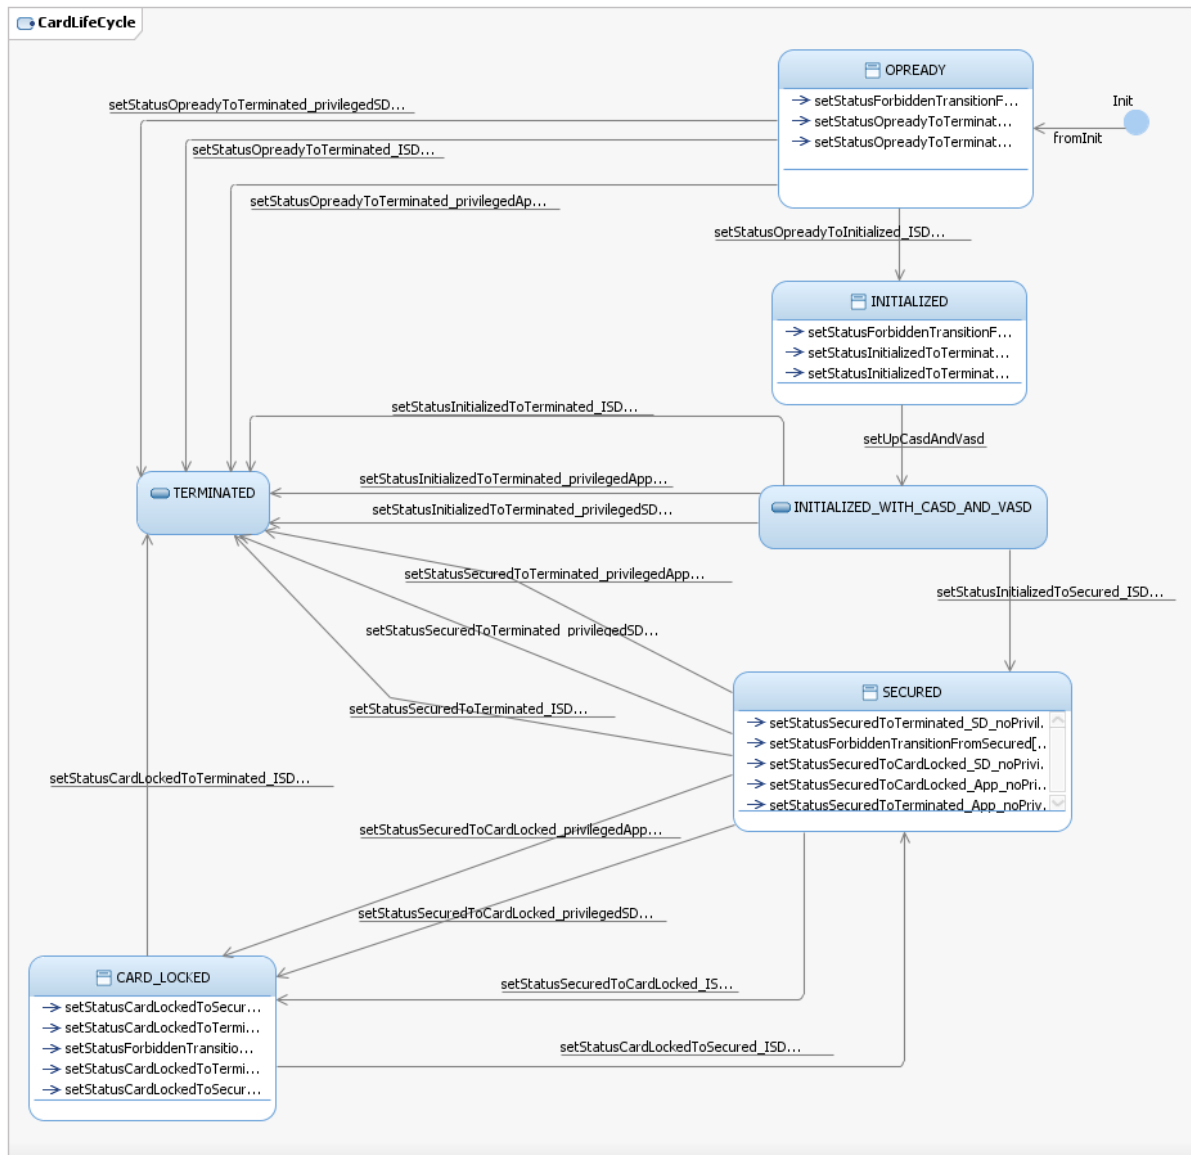 CardLifeCycle
OPREADY
setStatusForbiddenTransitionF...
setStatusOpreadyToTerminat...
setStatusOpreadyToTerminat...
Init
fromInit
setStatusOpreadyToTerminated_privilegedSD...
setStatusOpreadyToTerminated_ISD...
setStatusOpreadyToTerminated_privilegedAp...
setStatusOpreadyToInitialized_ISD...
INITIALIZED
setStatusForbiddenTransitionF...
setStatusInitializedToTerminat...
setStatusInitializedToTerminat...
setStatusInitializedToTerminated_ISD...
setUpCasdAndVasd
setStatusInitializedToTerminated_privilegedApp...
TERMINATED
setStatusInitializedToTerminated_privilegedSD...
INITIALIZED_WITH_CASD_AND_VASD
setStatusSecuredToTerminated_privilegedApp...
setStatusInitializedToSecured_ISD...
setStatusSecuredToTerminated_privilegedSD...
setStatusSecuredToTerminated_ISD...
SECURED
setStatusSecuredToTerminated_SD_noPrivil.
setStatusForbiddenTransitionFromSecured[..
setStatusSecuredToCardLocked_SD_noPrivi.
setStatusSecuredToCardLocked_App_noPri..
setStatusSecuredToTerminated_App_noPriv.
setStatusCardLockedToTerminated_ISD...
setStatusSecuredToCardLocked_privilegedApp...
setStatusSecuredToCardLocked_privilegedSD...
setStatusSecuredToCardLocked_IS...
setStatusCardLockedToSecured_ISD...
CARD_LOCKED
setStatusCardLockedToSecur...
setStatusCardLockedToTermi...
setStatusForbiddenTransitio...
setStatusCardLockedToTermi...
setStatusCardLockedToSecur...